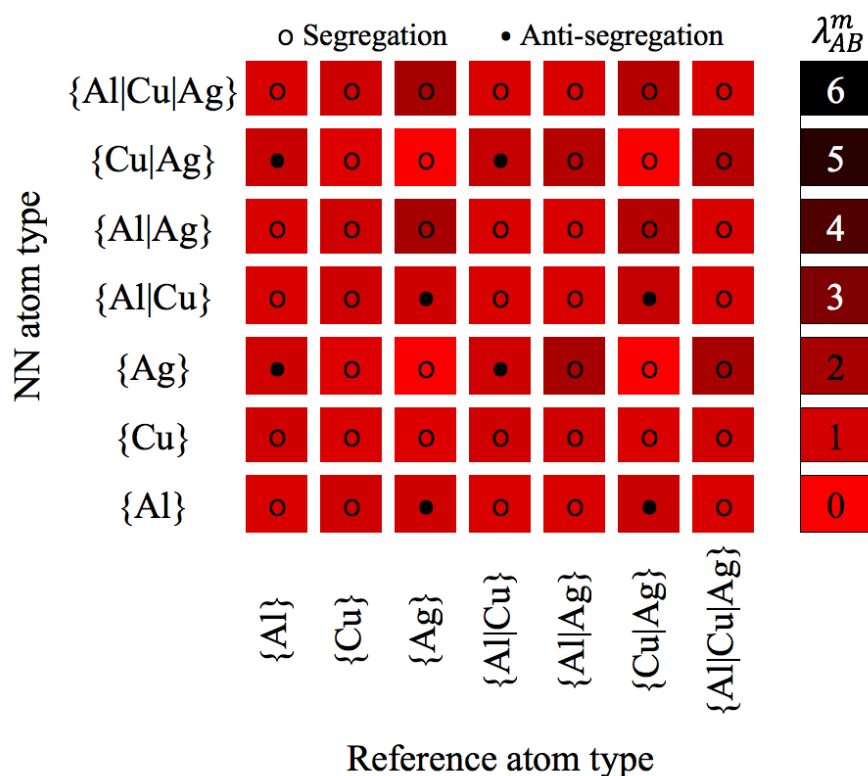 o Segregation • Anti-segregation
λ_{AB}^{m}
{Al|Cu|Ag}
{Cu|Ag}
{Al|Ag}
{Al|Cu}
{Ag}
{Cu}
{Al}
NN atom type
6
5
4
3
2
1
0
{Al}
{Cu}
{Ag}
{Al|Cu}
{Al|Ag}
{Cu|Ag}
{Al|Cu|Ag}
Reference atom type